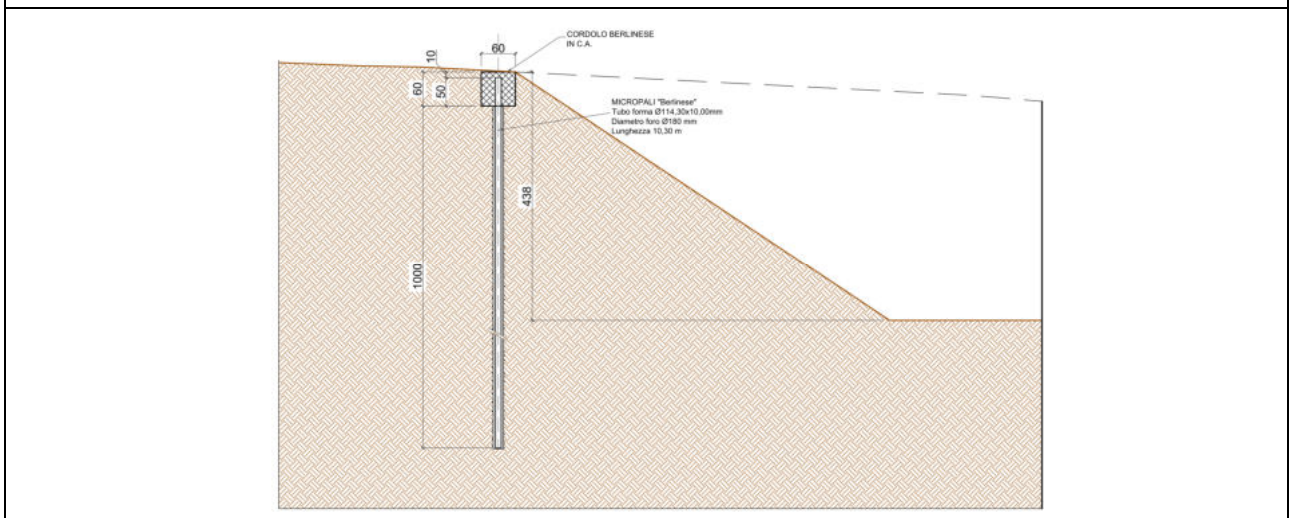 CORDOLO BERLINESE
IN C.A.
60
10
60
50
MICROPALI "Berlinese"
Tubo forma Ø114,30x10,00mm
Diametro foro Ø180 mm
Lunghezza 10,30 m
438
1000